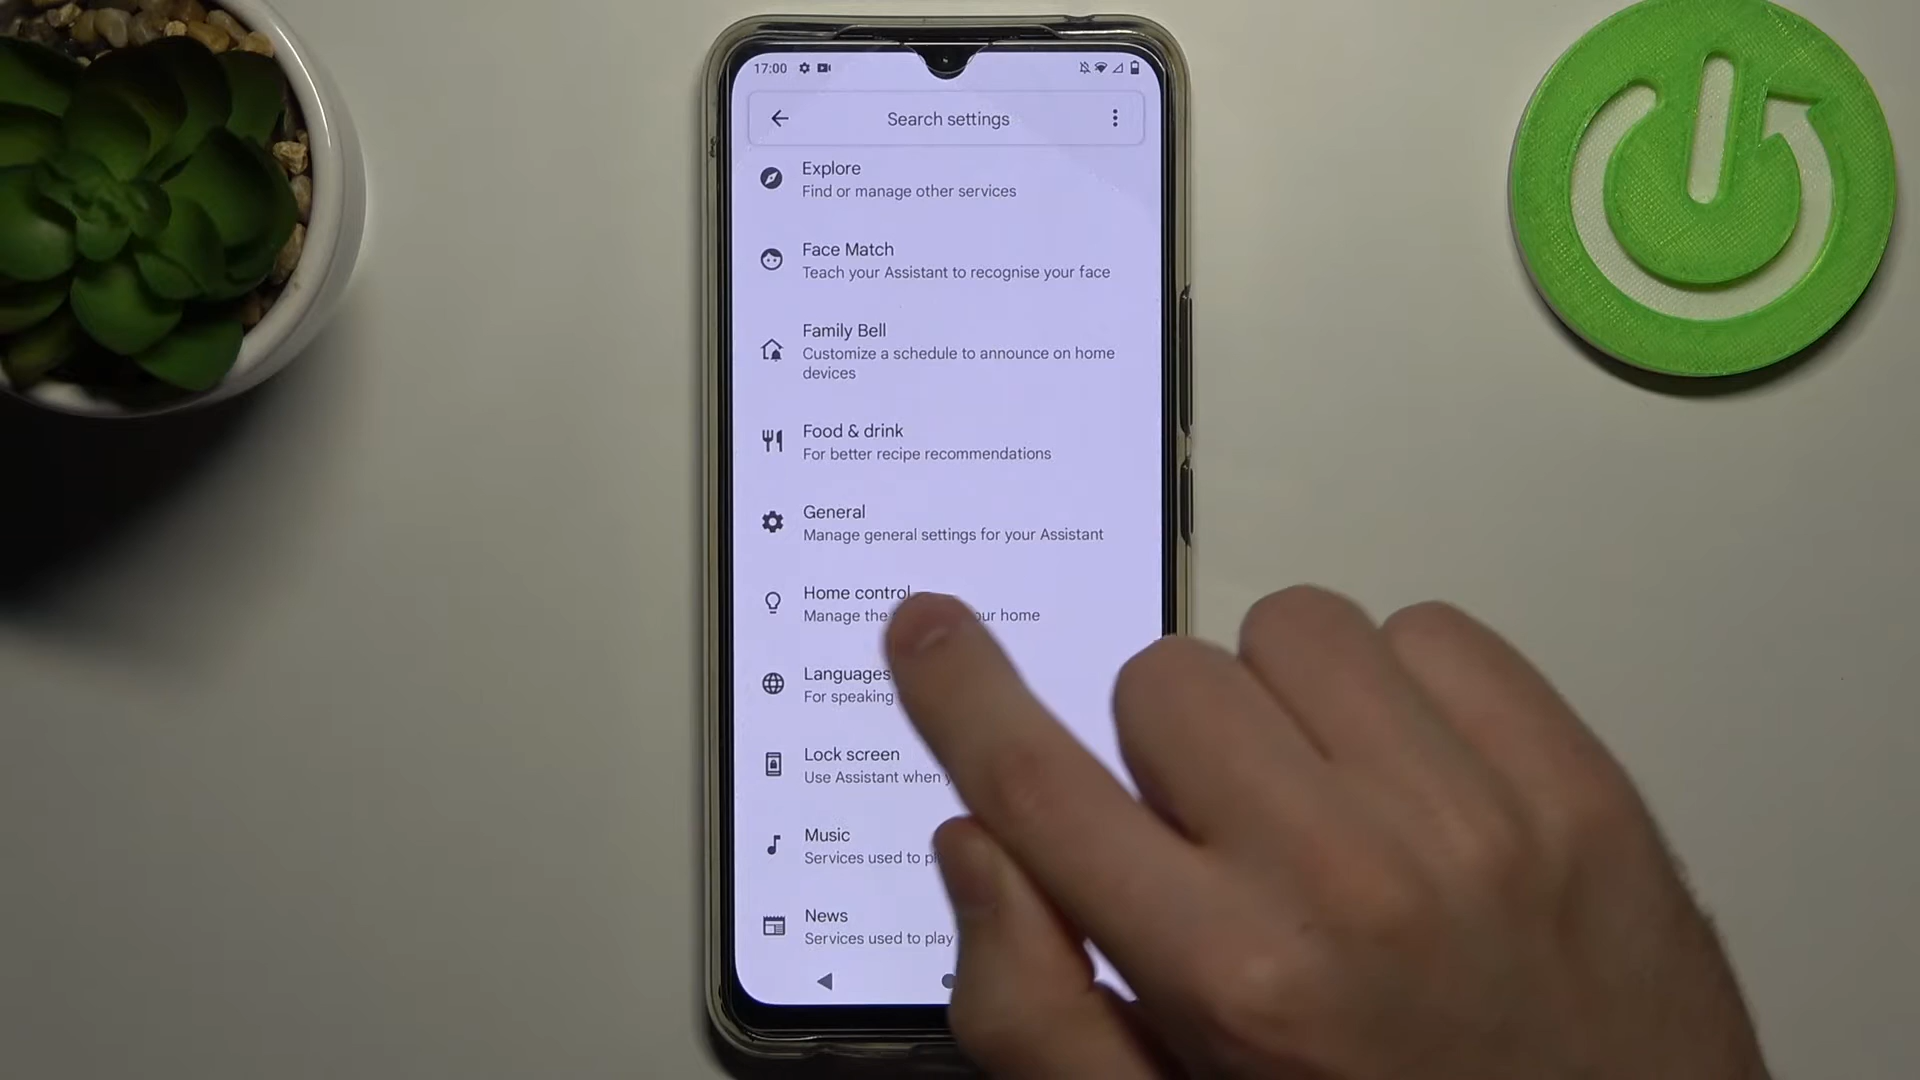 17:00
Search settings
Explore
Find or manage other services
Face Match
Teach your Assistant to recognise your face
Family Bell
Customize a schedule to announce on home
devices
Food & drink
For better recipe recommendations
General
Manage general settings for your Assistant
Home control
Manage the our home
Languages
For speaking
Lock screen
Use Assistant when
Music
Services used to
News
Services used to play